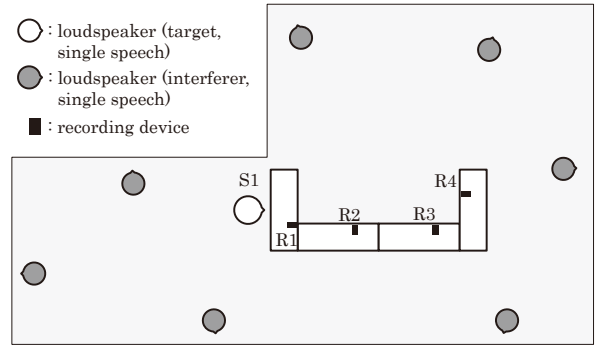 : loudspeaker (target,
single speech)
: loudspeaker (interferer,
single speech)
: recording device
S1
R4
R2
R3
R1